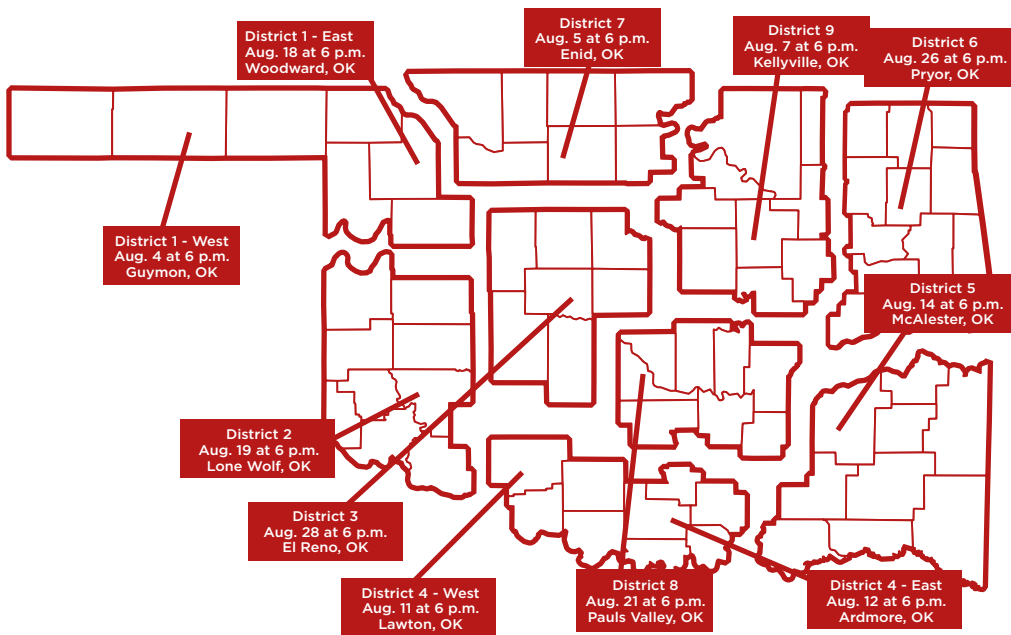 District 1 - East
Aug. 18 at 6 p.m.
Woodward, OK
District 7
Aug. 5 at 6 p.m.
Enid, OK
District 9
Aug. 7 at 6 p.m.
Kellyville, OK
District 6
Aug. 26 at 6 p.m.
Pryor, OK
District 1 - West
Aug. 4 at 6 p.m.
Guymon, OK
District 5
Aug. 14 at 6 p.m.
McAlester, OK
District 2
Aug. 19 at 6 p.m.
Lone Wolf, OK
District 3
Aug. 28 at 6 p.m.
El Reno, OK
District 4 - West
Aug. 11 at 6 p.m.
Lawton, OK
District 8
Aug. 21 at 6 p.m.
Pauls Valley, OK
District 4 - East
Aug. 12 at 6 p.m.
Ardmore, OK